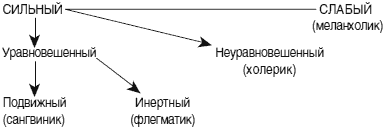 СИЛЬНЫЙ СЛАБЫЙ
(меланхолик)
Уравновешенный Неуравновешенный
(холерик)
Подвижный Инертный
(сангвиник) (флегматик)